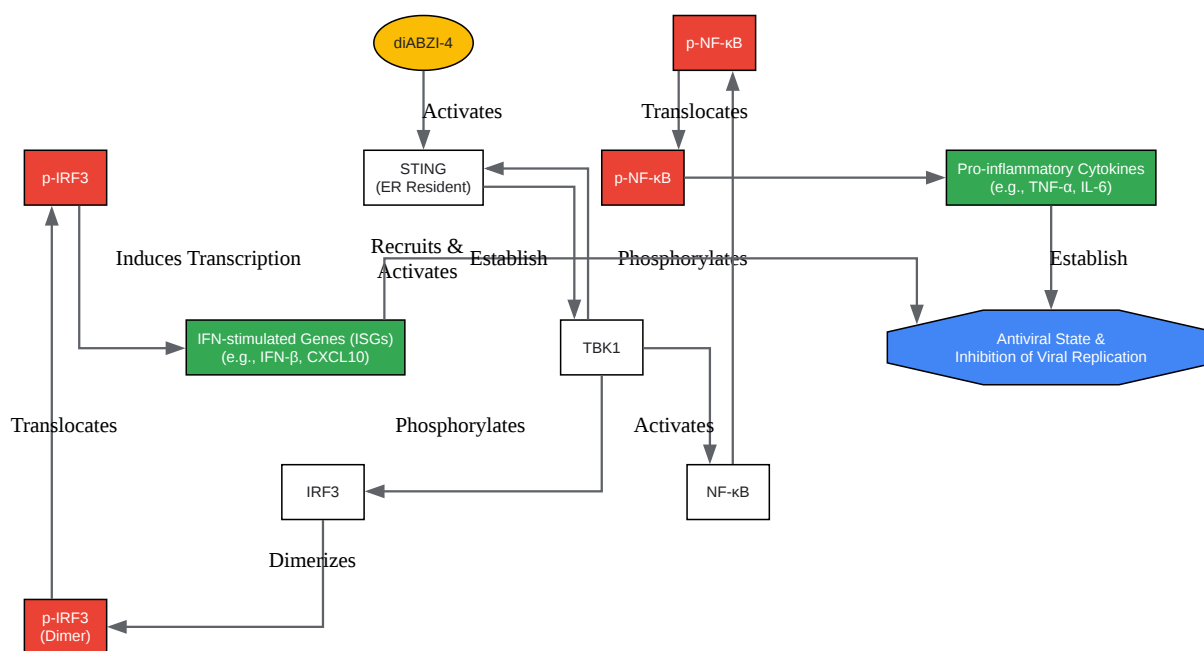 diABZI-4
p-NF-κB
Activates
Translocates
p-IRF3
STING
(ER Resident)
p-NF-κB
Pro-inflammatory Cytokines
(e.g., TNF-α, IL-6)
Induces Transcription
Recruits &
Activates
Establish
Phosphorylates
Establish
IFN-stimulated Genes (ISGs)
(e.g., IFN-β, CXCL10)
TBK1
Antiviral State &
Inhibition of Viral Replication
Translocates
Phosphorylates
Activates
IRF3
NF-κB
Dimerizes
p-IRF3
(Dimer)